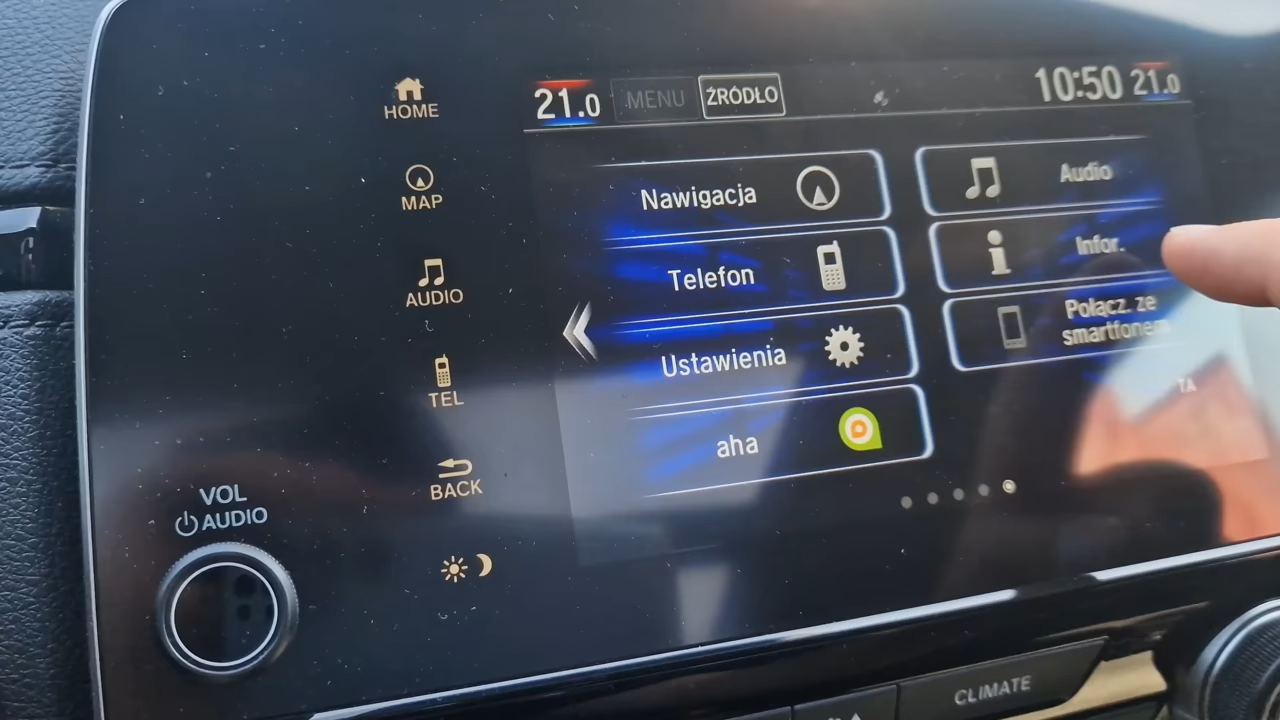 HOME
MAP
AUDIO
TEL
BACK
VOL
AUDIO
21.0 MENU ŹRÓDŁO 10:50 21.0
Nawigacja
Telefon
Ustawienia
aha
Audio
Infor.
Połącz. ze
smartfonem
TA
CLIMATE